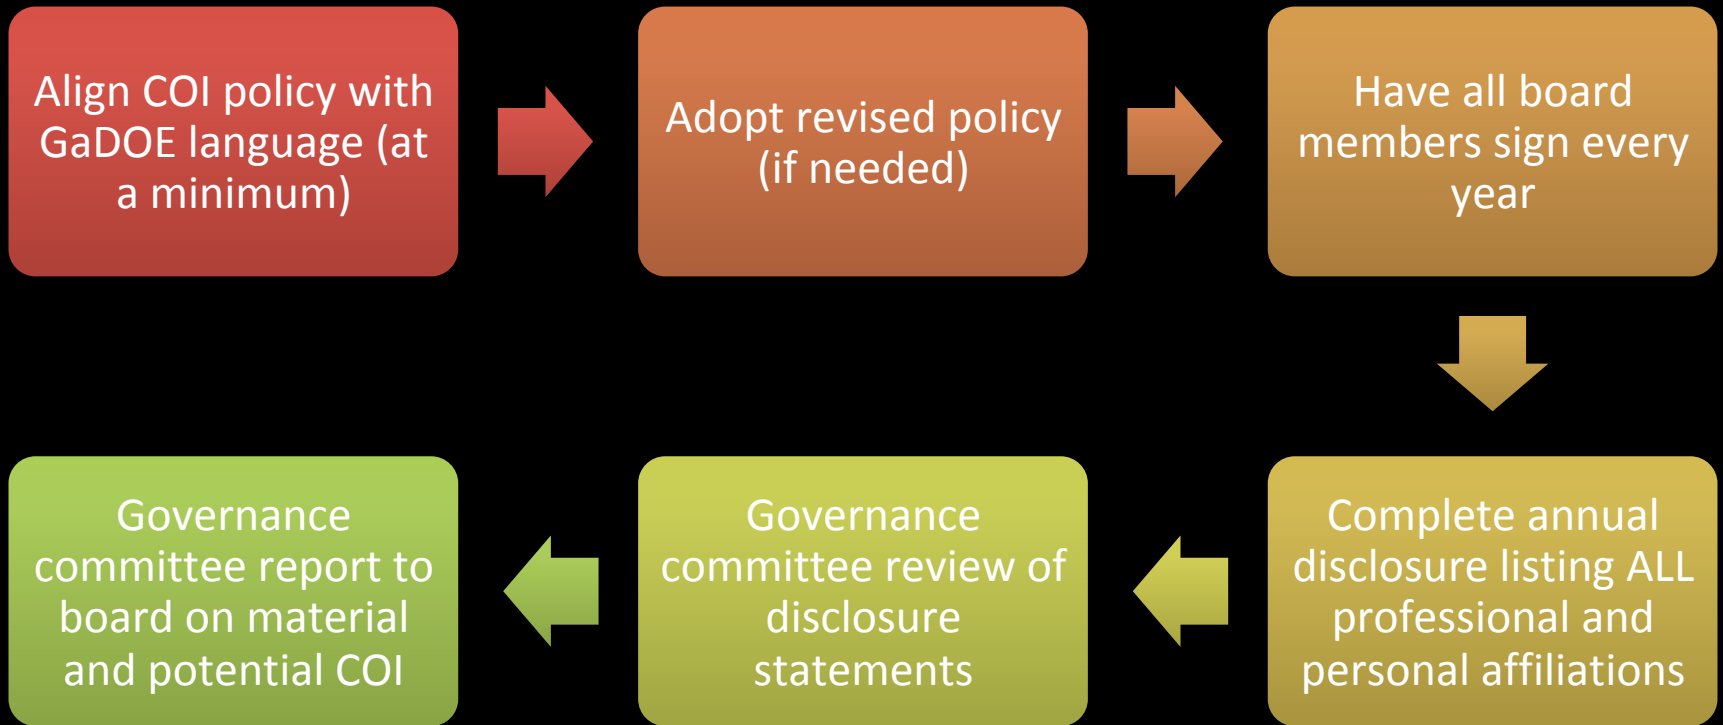 Align COI policy with
GaDOE language (at
a minimum)
Adopt revised policy
(if needed)
Have all board
members sign every
year
Complete annual
disclosure listing ALL
professional and
personal affiliations
Governance
committee review of
disclosure
statements
Governance
committee report to
board on material
and potential COI